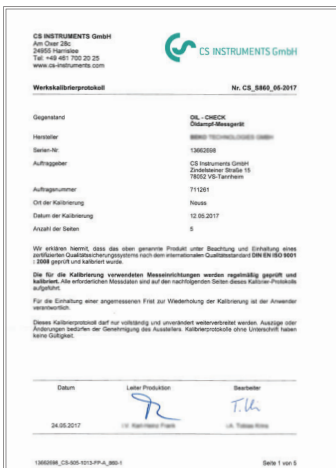 CS INSTRUMENTS GmbH
Am Oxer 28c
24955 Harrislee
Tel: +49 461 700 20 25
www.cs-instruments.com
CS INSTRUMENTS GmbH
Werkskalibrierprotokoll Nr. CS_S860_05-2017
Gegenstand OIL - CHECK
Öldampf-Messgerät
Hersteller
Serien-Nr. 13662698
Auftraggeber CS Instruments GmbH
Zindelsteiner Straße 15
78052 VS-Tannheim
Auftragsnummer 711261
Ort der Kalibrierung Neuss
Datum der Kalibrierung 12.05.2017
Anzahl der Seiten 5
Wir erklären hiermit, dass das oben genannte Produkt unter Beachtung und Einhaltung eines
zertifizierten Qualitätssicherungssystems nach dem internationalen Qualitätsstandard DIN EN ISO 9001
: 2008 geprüft und kalibriert wurde.
Die für die Kalibrierung verwendeten Messeinrichtungen werden regelmäßig geprüft und
kalibriert. Alle erforderlichen Messdaten sind auf den nachfolgenden Seiten dieses Kalibrier-Protokolls
aufgeführt.
Für die Einhaltung einer angemessenen Frist zur Wiederholung der Kalibrierung ist der Anwender
verantwortlich.
Dieses Kalibrierprotokoll darf nur vollständig und unverändert weiterverbreitet werden. Auszüge oder
Änderungen bedürfen der Genehmigung des Ausstellers. Kalibrierprotokolle ohne Unterschrift haben
keine Gültigkeit.
Datum Leiter Produktion Bearbeiter
24.05.2017
Seite 1 von 5